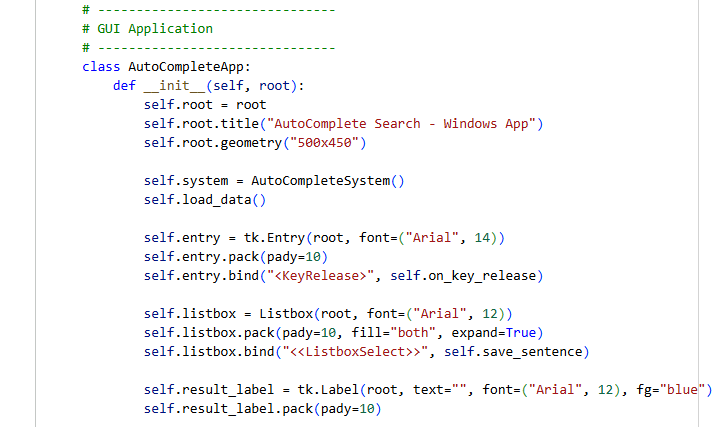 # -------------------------------
# GUI Application
# -------------------------------
class AutoCompleteApp:
    def __init__(self, root):
        self.root = root
        self.root.title("AutoComplete Search - Windows App")
        self.root.geometry("500x450")

        self.system = AutoCompleteSystem()
        self.load_data()

        self.entry = tk.Entry(root, font=("Arial", 14))
        self.entry.pack(pady=10)
        self.entry.bind("<KeyRelease>", self.on_key_release)

        self.listbox = Listbox(root, font=("Arial", 12))
        self.listbox.pack(pady=10, fill="both", expand=True)
        self.listbox.bind("<<ListboxSelect>>", self.save_sentence)

        self.result_label = tk.Label(root, text="", font=("Arial", 12), fg="blue")
        self.result_label.pack(pady=10)